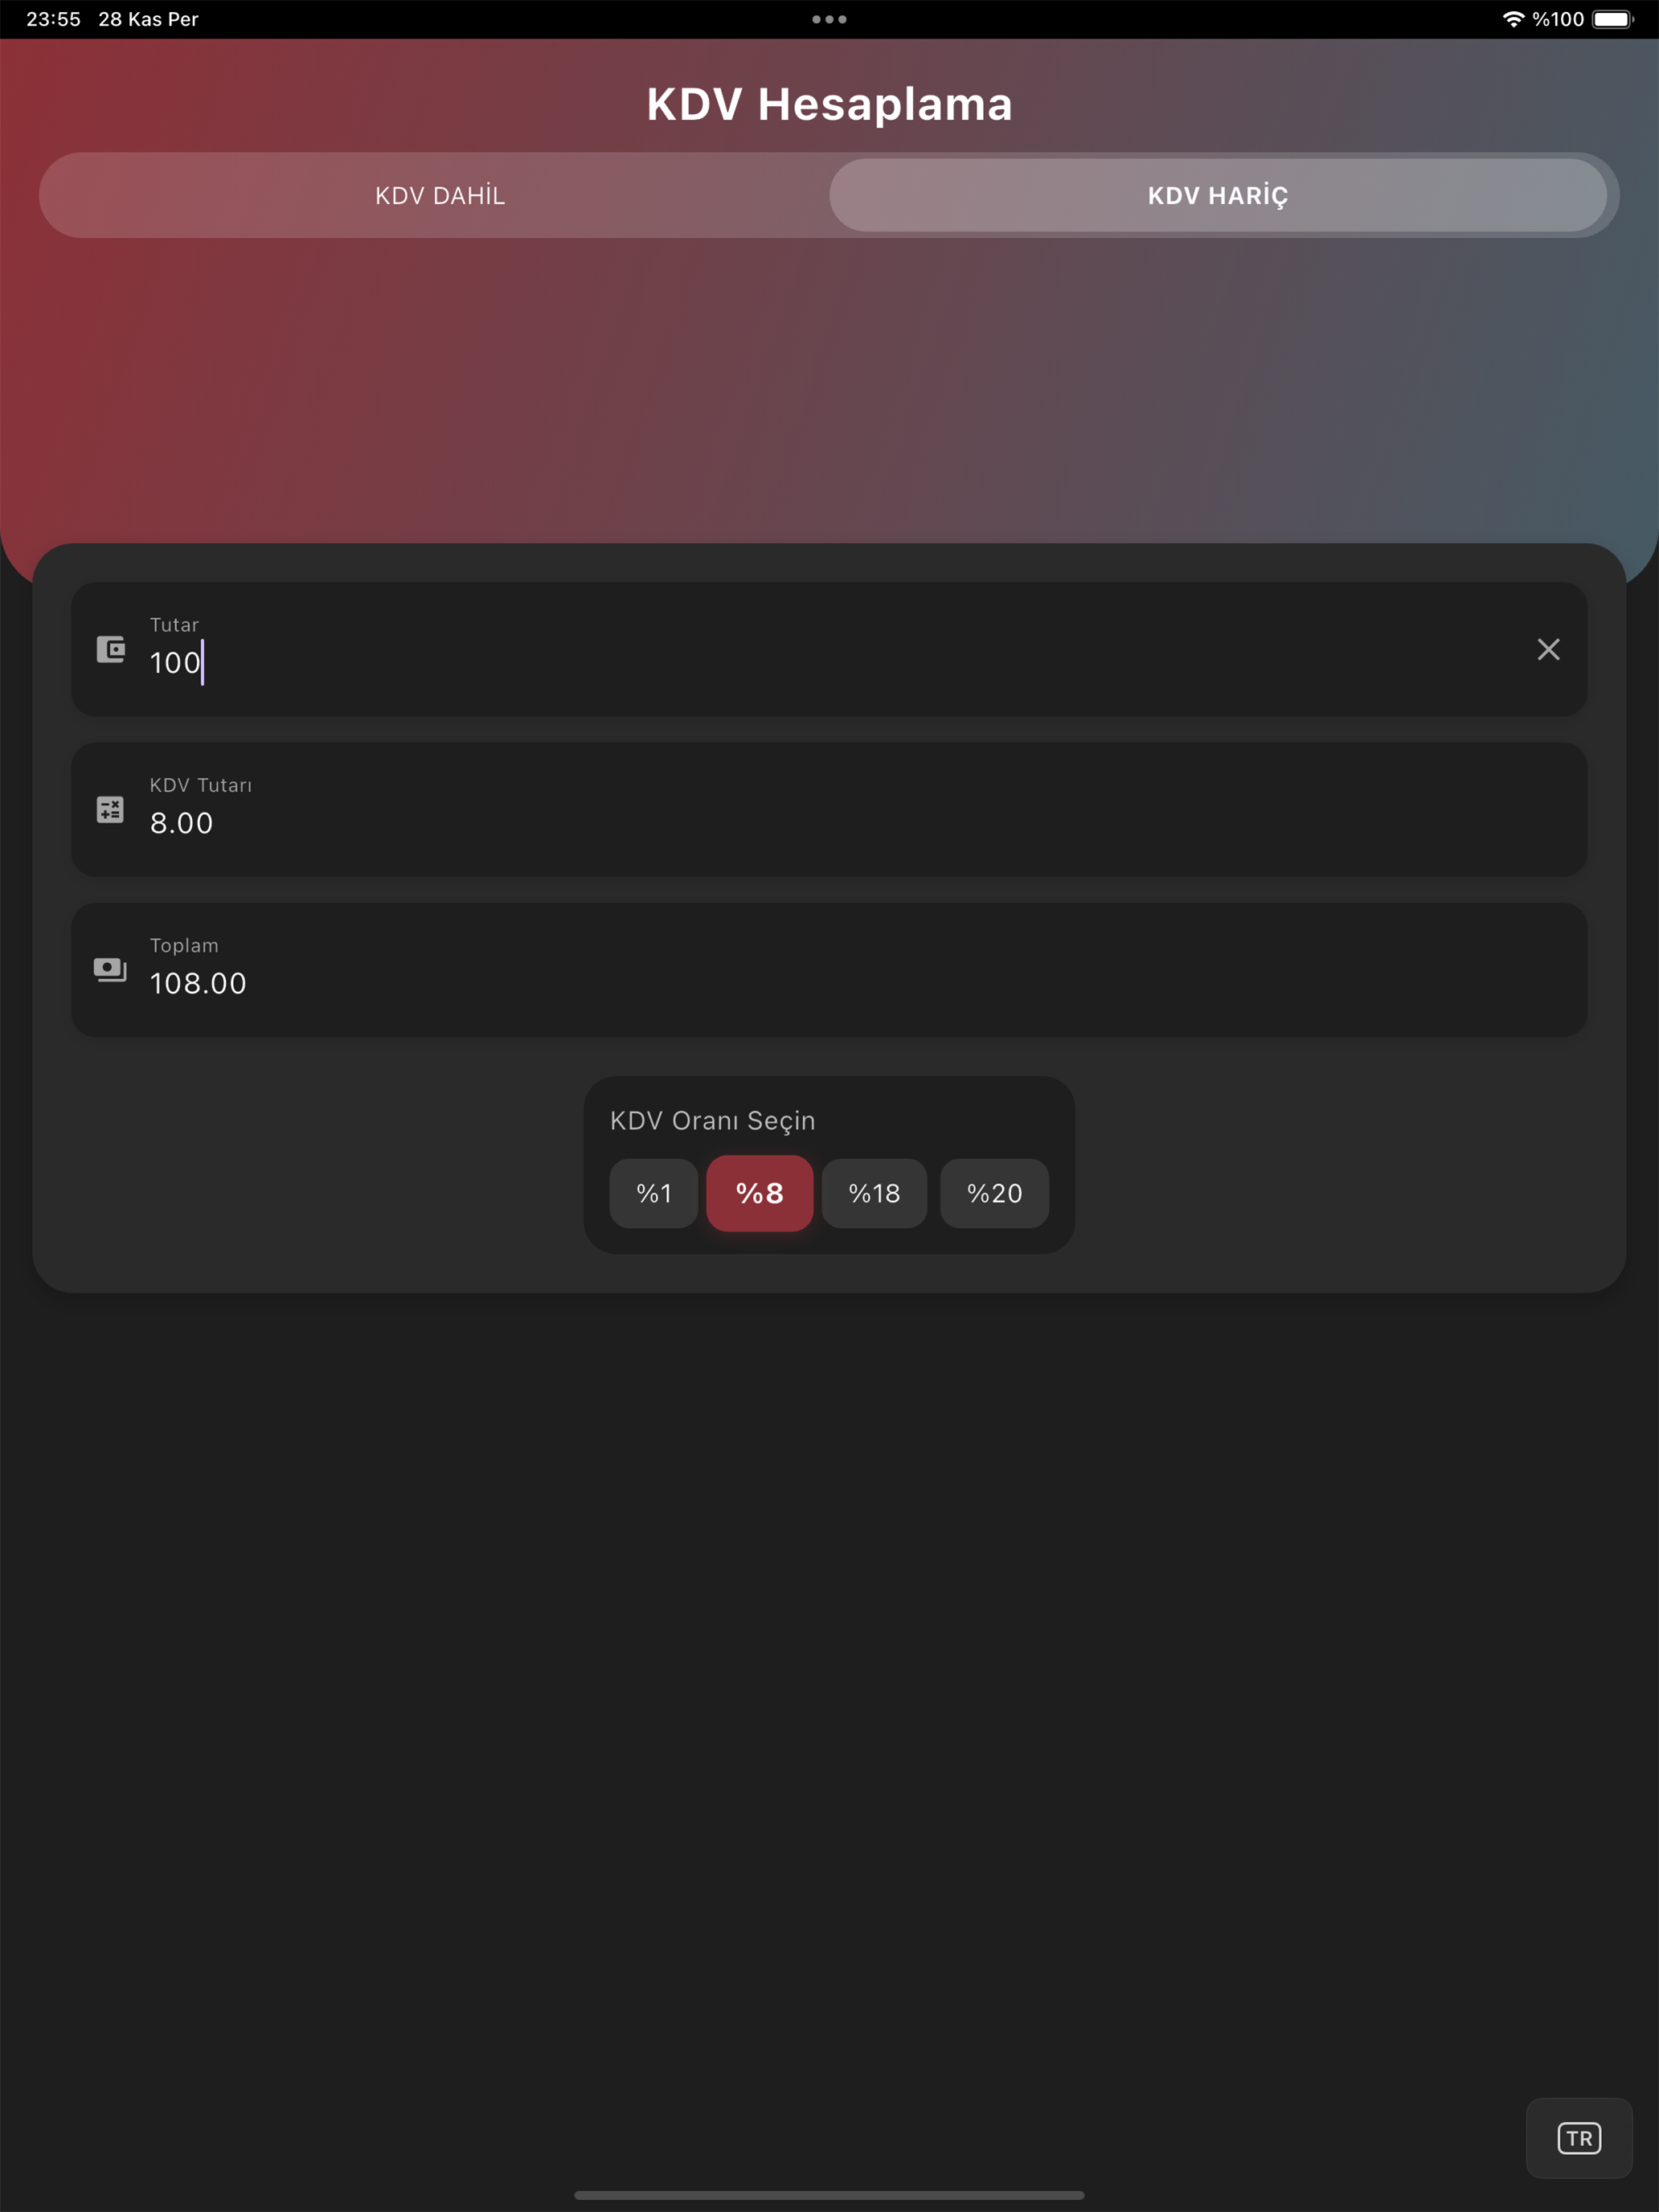 23:55 28 Kas Per
%100
KDV Hesaplama
KDV DAHİL
KDV HARİÇ
Tutar
100
KDV Tutarı
8.00
Toplam
108.00
KDV Oranı Seçin
%1 %8 %18 %20
TR